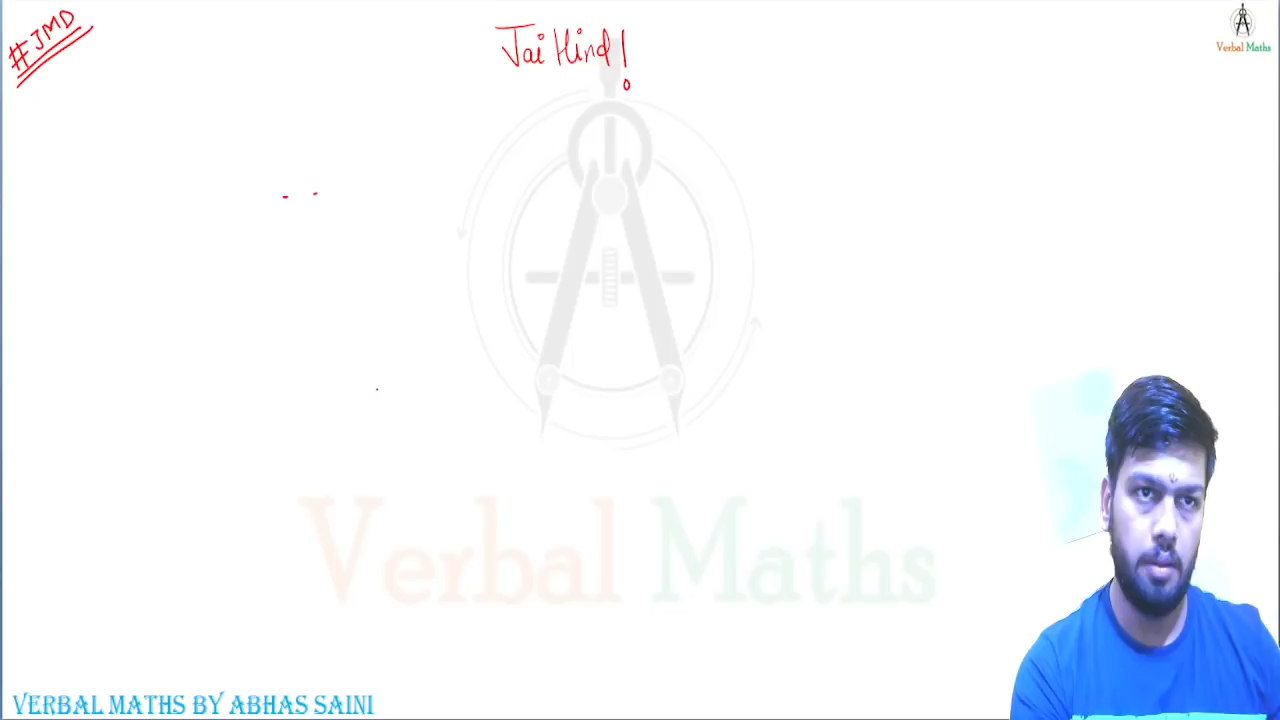 #JMD
Jai Hind!
Verbal Maths
Verbal Maths
VERBAL MATHS BY ABHAS SAINI